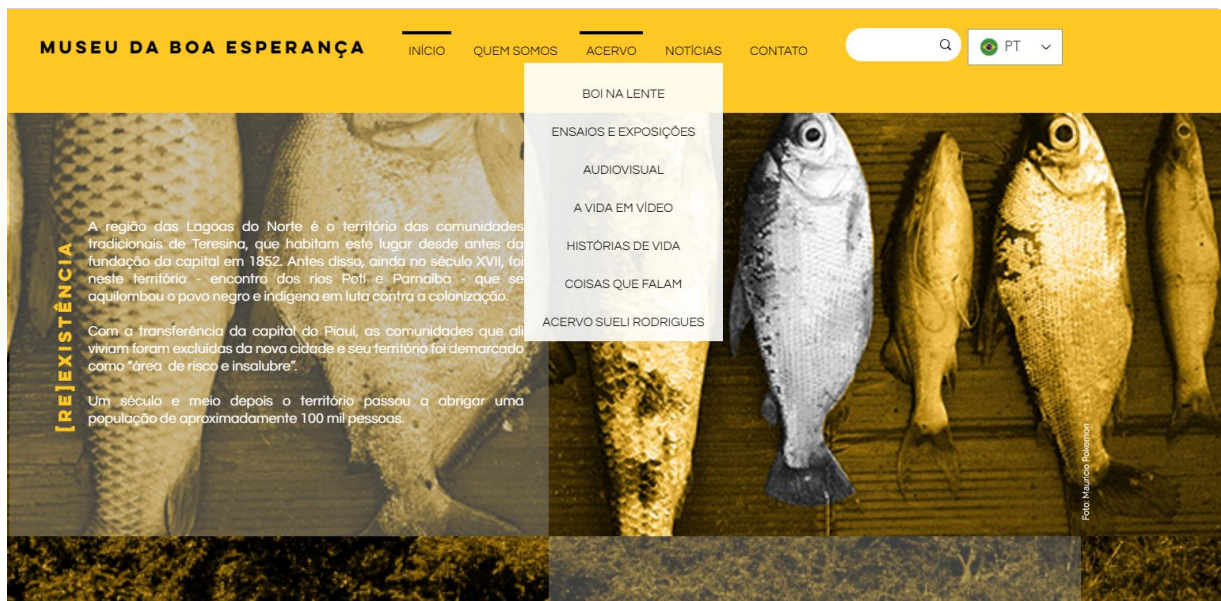 MUSEU DA BOA ESPERANÇA
INÍCIO
QUEM SOMOS
ACERVO
NOTÍCIAS
CONTATO
PT
BOI NA LENTE
ENSAIOS E EXPOSIÇÕES
AUDIOVISUAL
A VIDA EM VÍDEO
HISTÓRIAS DE VIDA
COISAS QUE FALAM
ACERVO SUELI RODRIGUES
[RE]EXISTÊNCIA
A região das Lagoas do Norte é o território das comunidades
tradicionais de Teresina, que habitam este lugar desde antes da
fundação da capital em 1852. Antes disso, ainda no século XVII, foi
neste território - encontro dos rios Poti e Parnaíba - que se
aquilombou o povo negro e indígena em luta contra a colonização.
Com a transferência da capital do Piauí, as comunidades que ali
viviam foram excluídas da nova cidade e seu território foi demarcado
como “área de risco e insalubre”.
Um século e meio depois o território passou a abrigar uma
população de aproximadamente 100 mil pessoas.
Foto: Maurício Pokemon